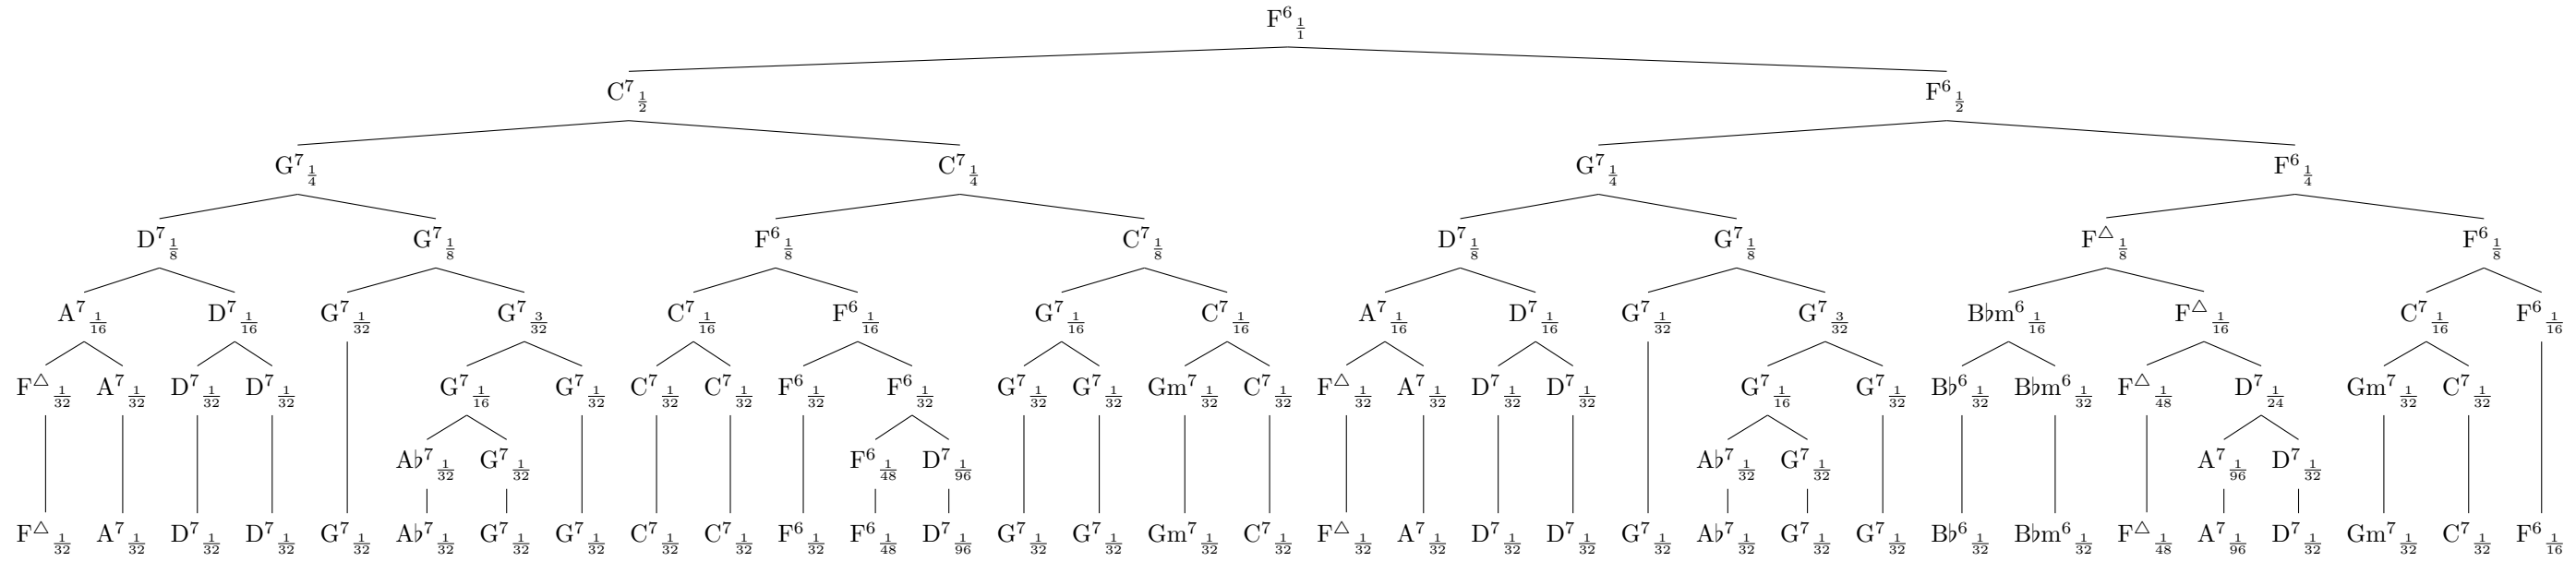 F⁶ 1/1
C⁷ 1/2 F⁶ 1/2
G⁷ 1/4 C⁷ 1/4 G⁷ 1/4 F⁶ 1/4
D⁷ 1/8 G⁷ 1/8 F⁶ 1/8 C⁷ 1/8 D⁷ 1/8 G⁷ 1/8 F△ 1/8 F⁶ 1/8
A⁷ 1/16 D⁷ 1/16 G⁷ 1/32 G⁷ 3/32 C⁷ 1/16 F⁶ 1/16 G⁷ 1/16 C⁷ 1/16 A⁷ 1/16 D⁷ 1/16 G⁷ 1/32 G⁷ 3/32 B♭m⁶ 1/16 F△ 1/16 C⁷ 1/16 F⁶ 1/16
F△ 1/32 A⁷ 1/32 D⁷ 1/32 D⁷ 1/32 G⁷ 1/16 G⁷ 1/32 C⁷ 1/32 C⁷ 1/32 F⁶ 1/32 F⁶ 1/32 G⁷ 1/32 G⁷ 1/32 Gm⁷ 1/32 C⁷ 1/32 F△ 1/32 A⁷ 1/32 D⁷ 1/32 D⁷ 1/32 G⁷ 1/16 G⁷ 1/32 B♭⁶ 1/32 B♭m⁶ 1/32 F△ 1/48 D⁷ 1/24 Gm⁷ 1/32 C⁷ 1/32
A♭⁷ 1/32 G⁷ 1/32 F⁶ 1/48 D⁷ 1/96 A♭⁷ 1/32 G⁷ 1/32 A⁷ 1/96 D⁷ 1/32
F△ 1/32 A⁷ 1/32 D⁷ 1/32 D⁷ 1/32 G⁷ 1/32 A♭⁷ 1/32 G⁷ 1/32 G⁷ 1/32 C⁷ 1/32 C⁷ 1/32 F⁶ 1/32 F⁶ 1/48 D⁷ 1/96 G⁷ 1/32 G⁷ 1/32 Gm⁷ 1/32 C⁷ 1/32 F△ 1/32 A⁷ 1/32 D⁷ 1/32 D⁷ 1/32 G⁷ 1/32 A♭⁷ 1/32 G⁷ 1/32 G⁷ 1/32 B♭⁶ 1/32 B♭m⁶ 1/32 F△ 1/48 A⁷ 1/96 D⁷ 1/32 Gm⁷ 1/32 C⁷ 1/32 F⁶ 1/16